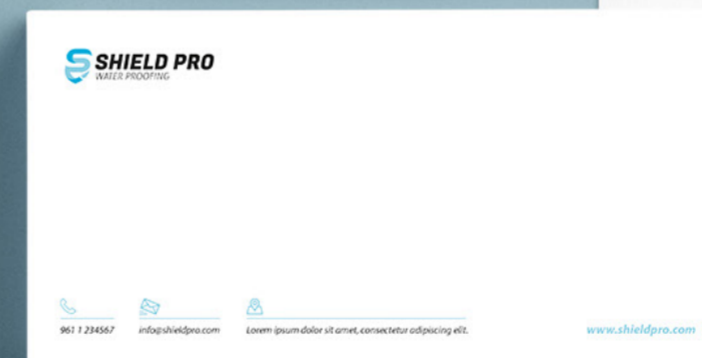 SHIELD PRO
WATER PROOFING
961 1 234567
info@shieldpro.com
Lorem ipsum dolor sit amet, consectetur adipiscing elit.
www.shieldpro.com